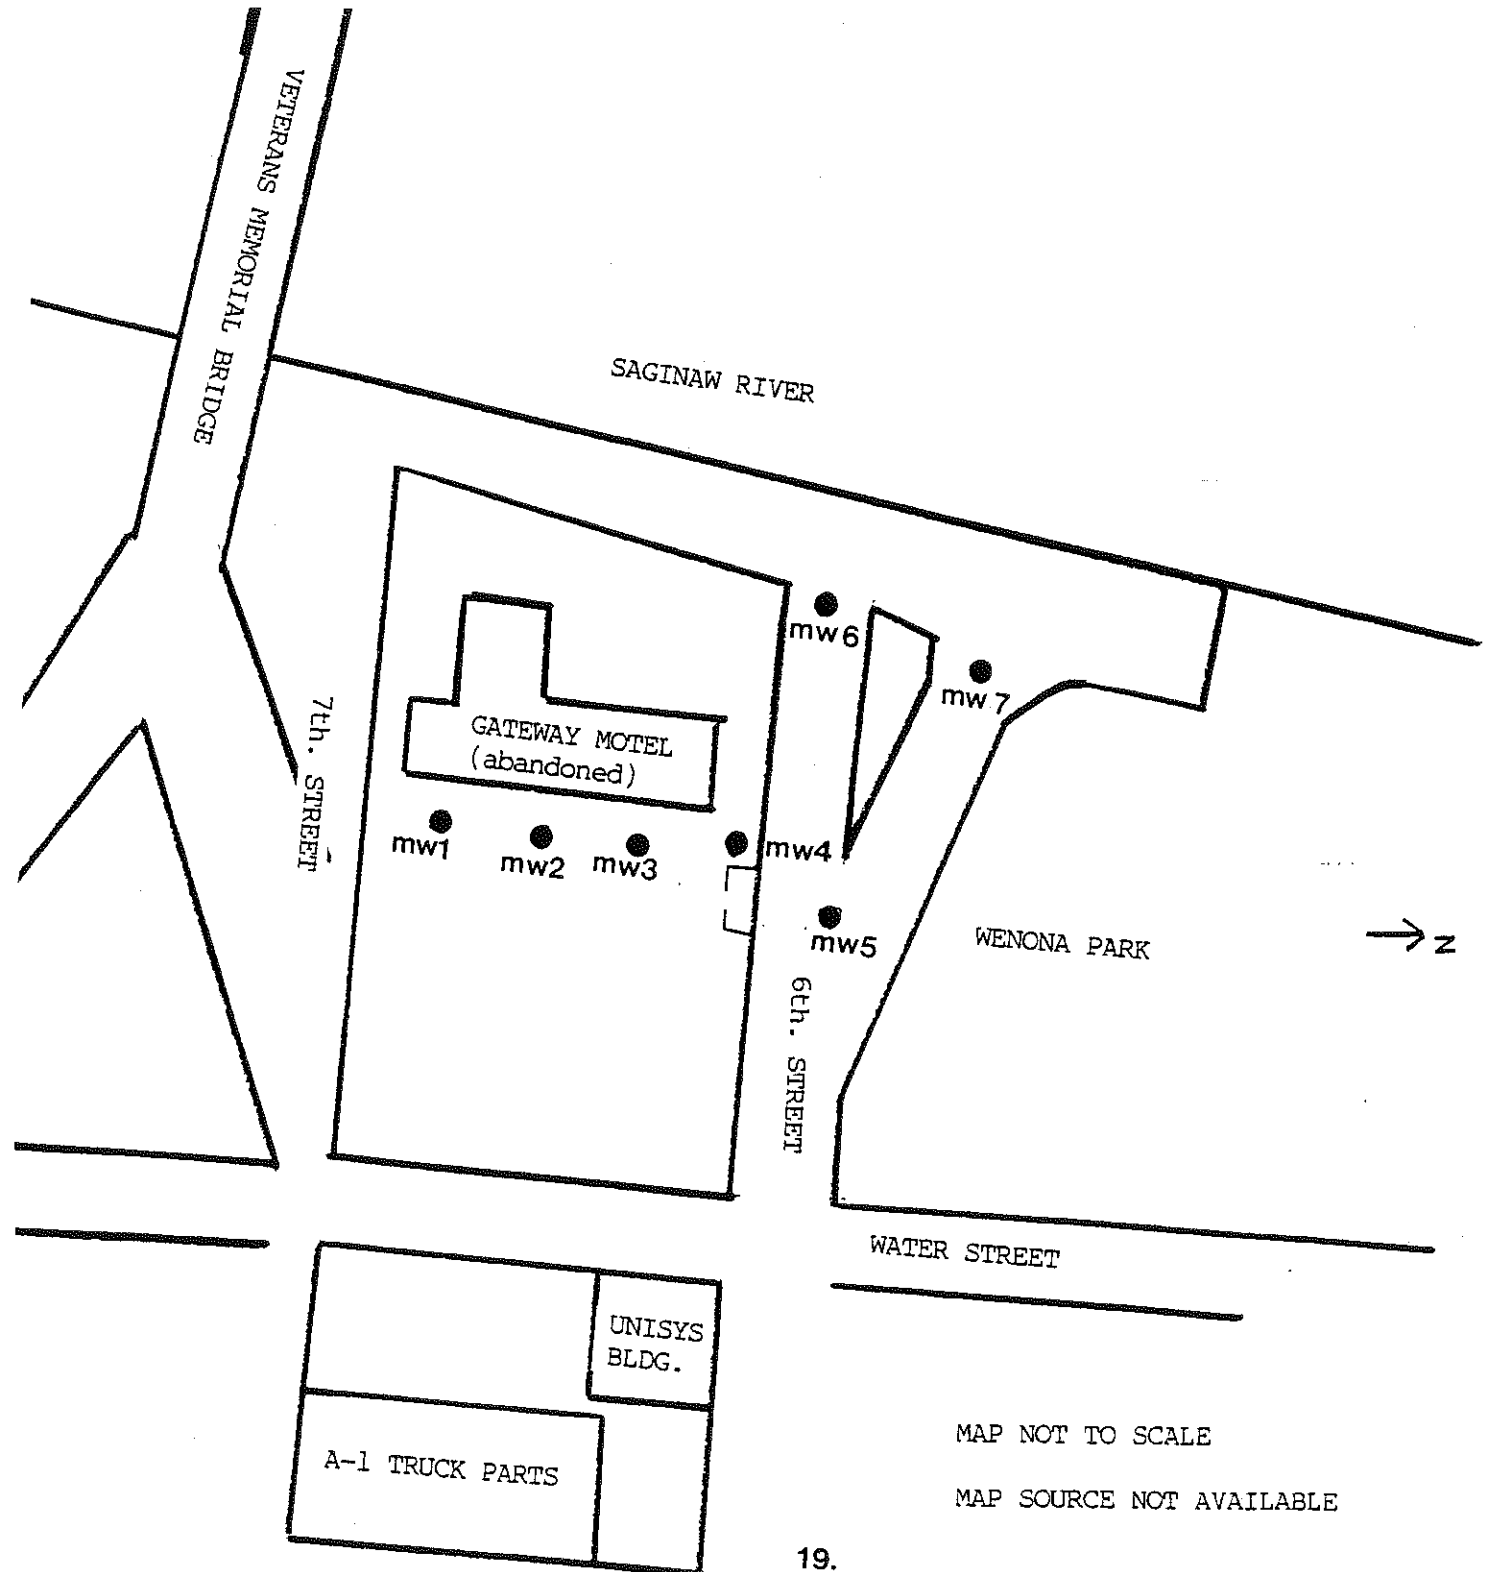 VETERANS MEMORIAL BRIDGE
SAGINAW RIVER
mw6
mw7
7th. STREET
GATEWAY MOTEL
(abandoned)
mw1
mw2
mw3
mw4
mw5
WENONA PARK
N
6th. STREET
WATER STREET
UNISYS
BLDG.
A-1 TRUCK PARTS
MAP NOT TO SCALE
MAP SOURCE NOT AVAILABLE
19.